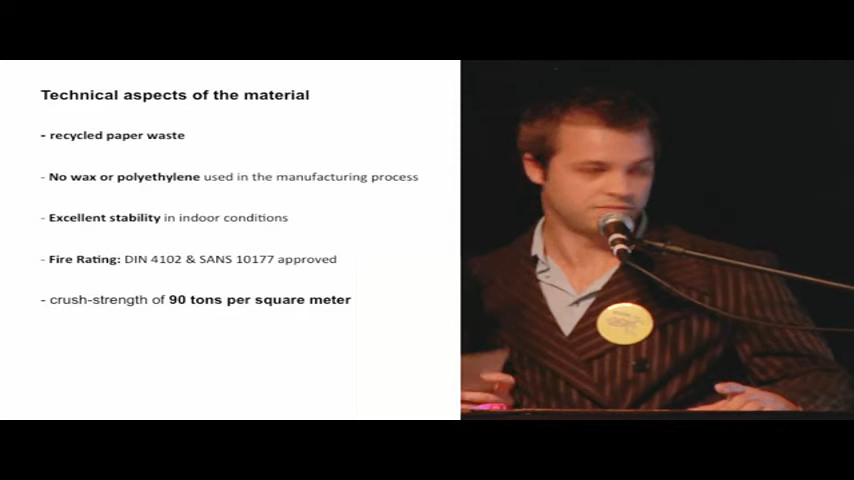 Technical aspects of the material
- recycled paper waste
- No wax or polyethylene used in the manufacturing process
- Excellent stability in indoor conditions
- Fire Rating: DIN 4102 & SANS 10177 approved
- crush-strength of 90 tons per square meter